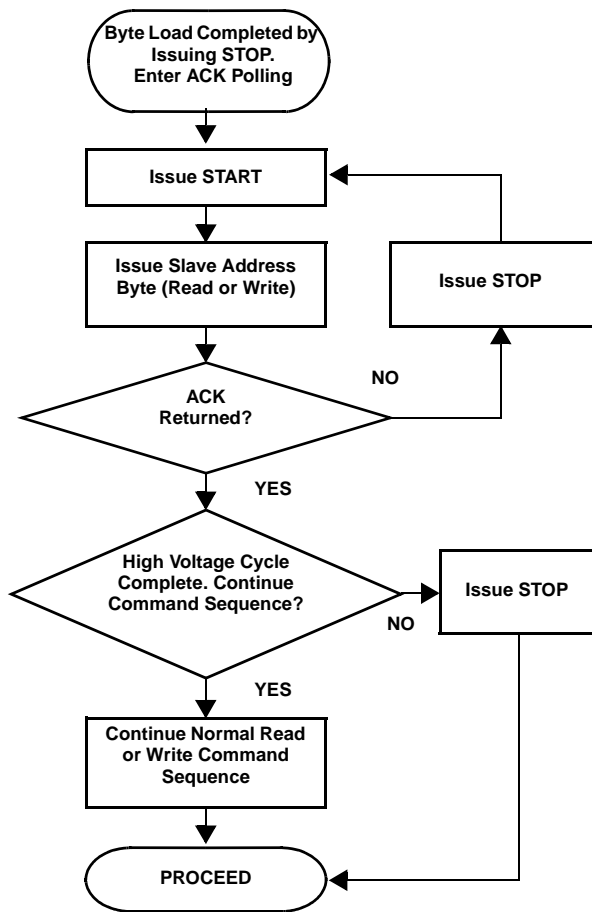 Byte Load Completed by
Issuing STOP.
Enter ACK Polling
Issue START
Issue Slave Address
Byte (Read or Write)
Issue STOP
ACK
Returned?
NO
YES
High Voltage Cycle
Complete. Continue
Command Sequence?
Issue STOP
NO
YES
Continue Normal Read
or Write Command
Sequence
PROCEED